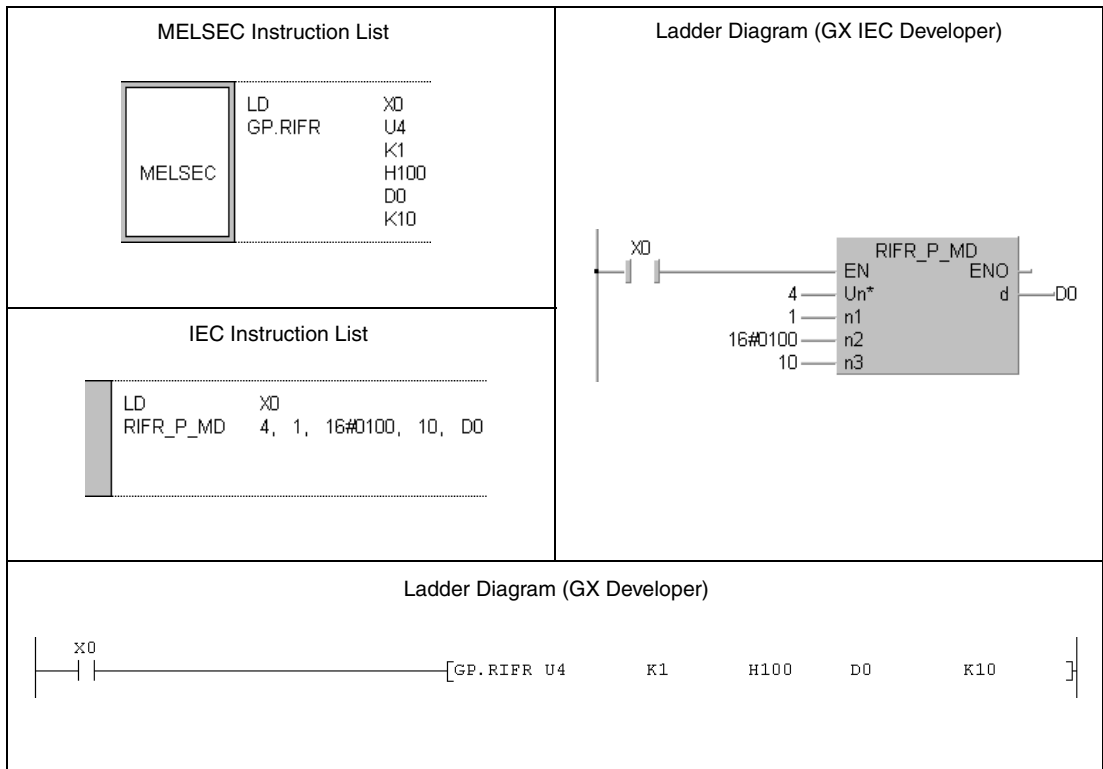 MELSEC Instruction List
MELSEC
LD X0
GP.RIFR U4
K1
H100
D0
K10
IEC Instruction List
LD X0
RIFR_P_MD 4, 1, 16#0100, 10, D0
Ladder Diagram (GX IEC Developer)
X0
RIFR_P_MD
EN ENO
4 Un* d D0
1 n1
16#0100 n2
10 n3
Ladder Diagram (GX Developer)
X0
[GP.RIFR U4 K1 H100 D0 K10 ]